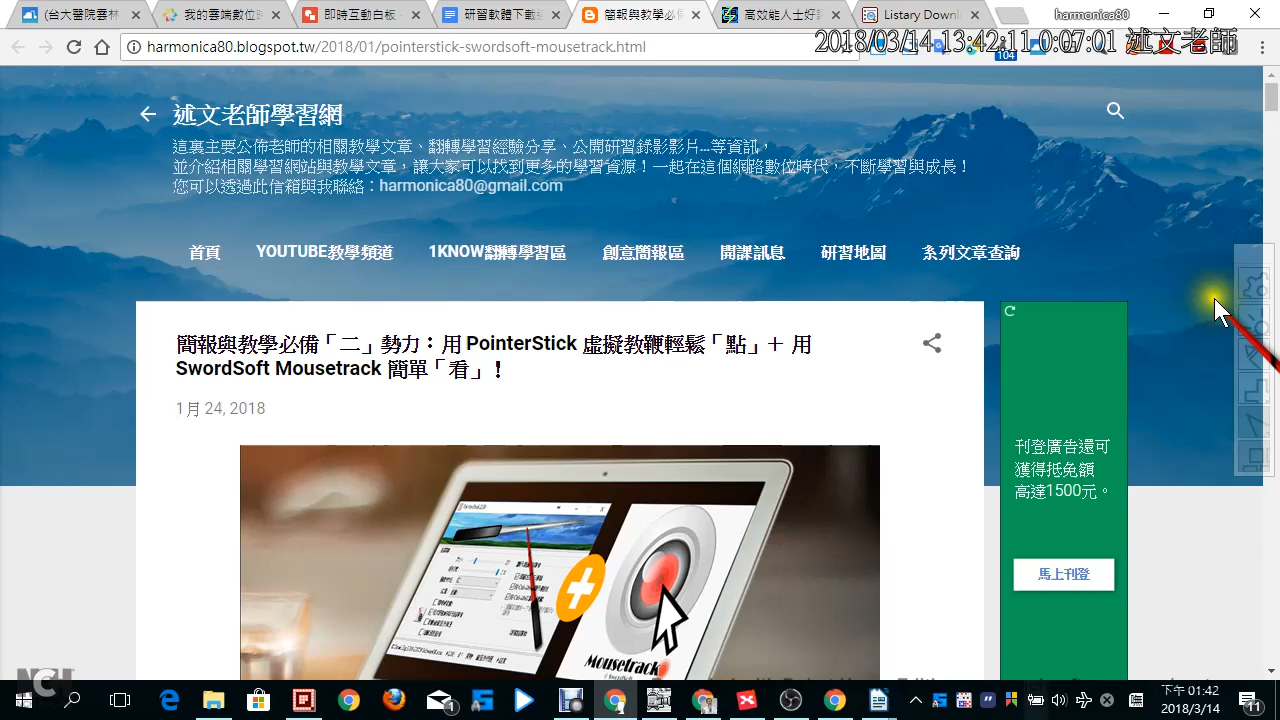 (台大醫院雲林
我的雲端數位時
即時互動白板 -
研習軟體下載連
簡報與教學必備
高效能人士好
Listary Downl
harmonica80
harmonica80.blogspot.tw/2018/01/pointerstick-swordsoft-mousetrack.html
2018/03/14 13:42:11 0:07:01 述文老師
104
述文老師學習網
這裏主要公佈老師的相關教學文章、翻轉學習經驗分享、公開研習錄影影片...等資訊，
並介紹相關學習網站與教學文章，讓大家可以找到更多的學習資源！一起在這個網路數位時代，不斷學習與成長！
您可以透過此信箱與我聯絡：harmonica80@gmail.com
首頁
YOUTUBE教學頻道
1KNOW翻轉學習區
創意簡報區
開課訊息
研習地圖
系列文章查詢
簡報與教學必備「二」勢力：用 PointerStick 虛擬教鞭輕鬆「點」＋ 用
SwordSoft Mousetrack 簡單「看」！
1月 24, 2018
Mousetrack
刊登廣告還可
獲得抵免額
高達1500元。
馬上刊登
下午 01:42
2018/3/14
1
11